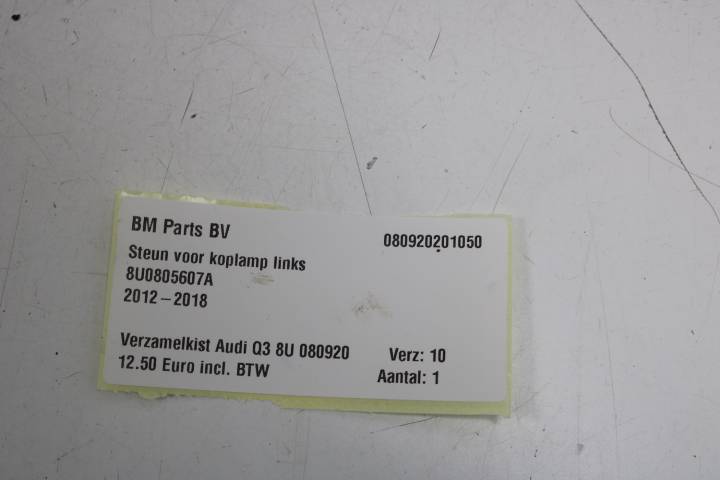 BM Parts BV
080920201050
Steun voor koplamp links
8U0805607A
2012-2018
Verzamelkist Audi Q3 8U 080920
Verz: 10
12.50 Euro incl. BTW
Aantal: 1